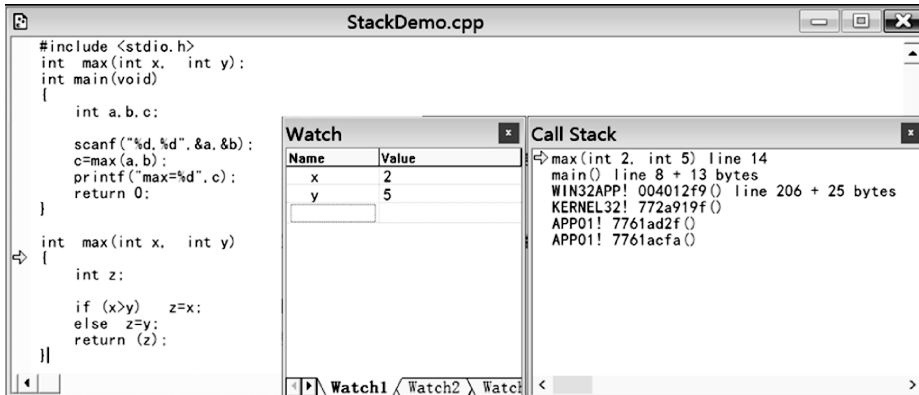 StackDemo.cpp
#include <stdio.h>
int max(int x, int y);
int main(void)
{
int a,b,c;
scanf("%d,%d",&a,&b);
c=max(a,b);
printf("max=%d",c);
return 0;
}
int max(int x, int y)
{
int z;
if (x>y) z=x;
else z=y;
return (z);
}
Watch
Name Value
x 2
y 5
Watch1 Watch2 Watch
Call Stack
max(int 2, int 5) line 14
main() line 8 + 13 bytes
WIN32APP! 004012f9() line 206 + 25 bytes
KERNEL32! 772a919f()
APP01! 7761ad2f()
APP01! 7761acfa()